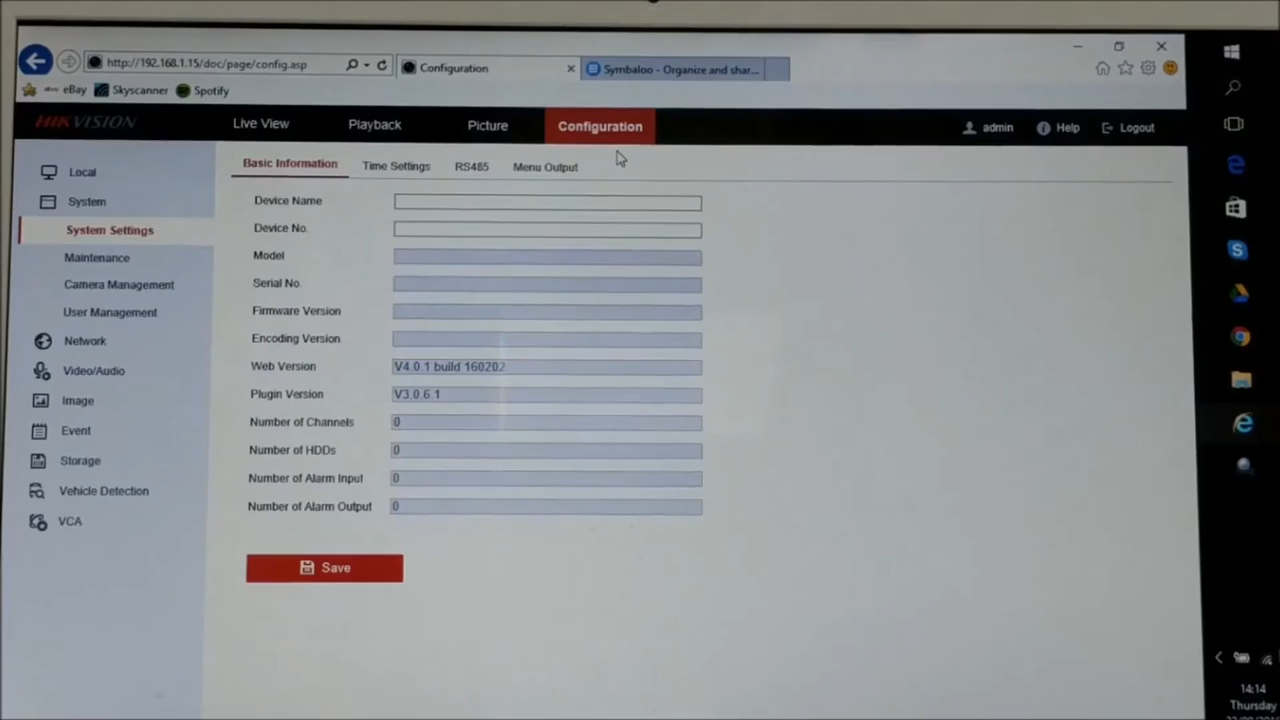 http://192.168.1.15/doc/page/config.asp
Configuration
Symbaloo - Organize and shar...
eBay
Skyscanner
Spotify
HIKVISION
Live View
Playback
Picture
Configuration
admin
Help
Logout
Local
System
System Settings
Maintenance
Camera Management
User Management
Network
Video/Audio
Image
Event
Storage
Vehicle Detection
VCA
Basic Information
Time Settings
RS485
Menu Output
Device Name
Device No.
Model
Serial No.
Firmware Version
Encoding Version
Web Version V4.0.1 build 160202
Plugin Version V3.0.6.1
Number of Channels 0
Number of HDDs 0
Number of Alarm Input 0
Number of Alarm Output 0
Save
14:14
Thursday